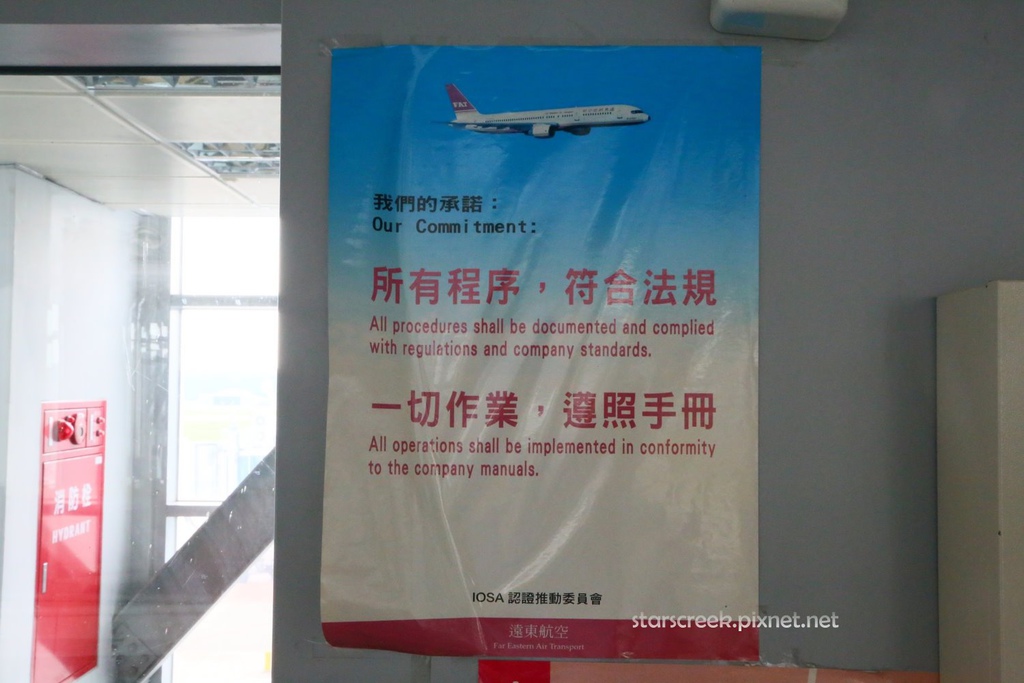 FAT
我們的承諾：
Our Commitment:
所有程序，符合法規
All procedures shall be documented and complied
with regulations and company standards.
一切作業，遵照手冊
All operations shall be implemented in conformity
to the company manuals.
IOSA 認證推動委員會
遠東航空
Far Eastern Air Transport
starscreek.pixnet.net
消防栓
HYDRANT